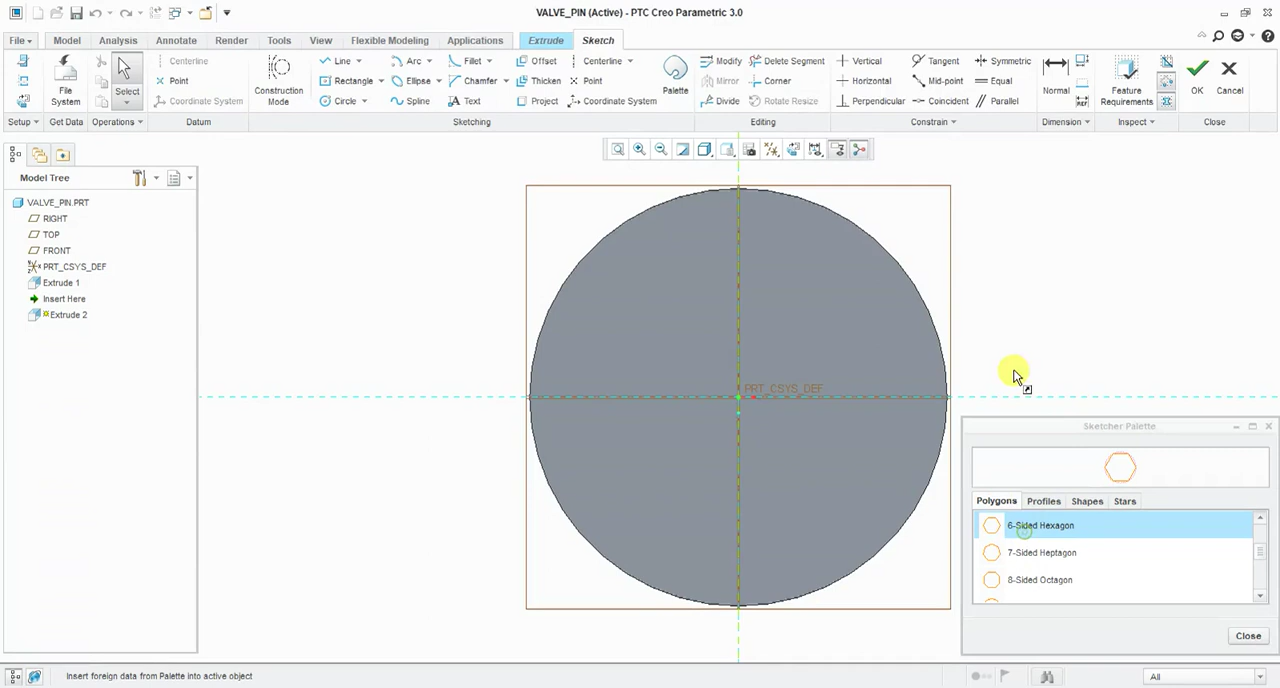 VALVE_PIN (Active) - PTC Creo Parametric 3.0
File Model Analysis Annotate Render Tools View Flexible Modeling Applications Extrude Sketch
Centerline Line Arc Fillet Offset Centerline Modify Delete Segment Vertical Tangent Symmetric
Point Rectangle Ellipse Chamfer Thicken Point Mirror Corner Horizontal Mid-point Equal
Coordinate System Circle Spline Text Project Coordinate System Divide Rotate Resize Perpendicular Coincident Parallel
File System Select Construction Mode Palette Normal Feature Requirements OK Cancel
Setup Get Data Operations Datum Sketching Editing Constrain Dimension Inspect Close
Model Tree
VALVE_PIN.PRT
RIGHT
TOP
FRONT
PRT_CSYS_DEF
Extrude 1
Insert Here
Extrude 2
PRT_CSYS_DEF
Sketcher Palette
Polygons Profiles Shapes Stars
6-Sided Hexagon
7-Sided Heptagon
8-Sided Octagon
Close
Insert foreign data from Palette into active object
All